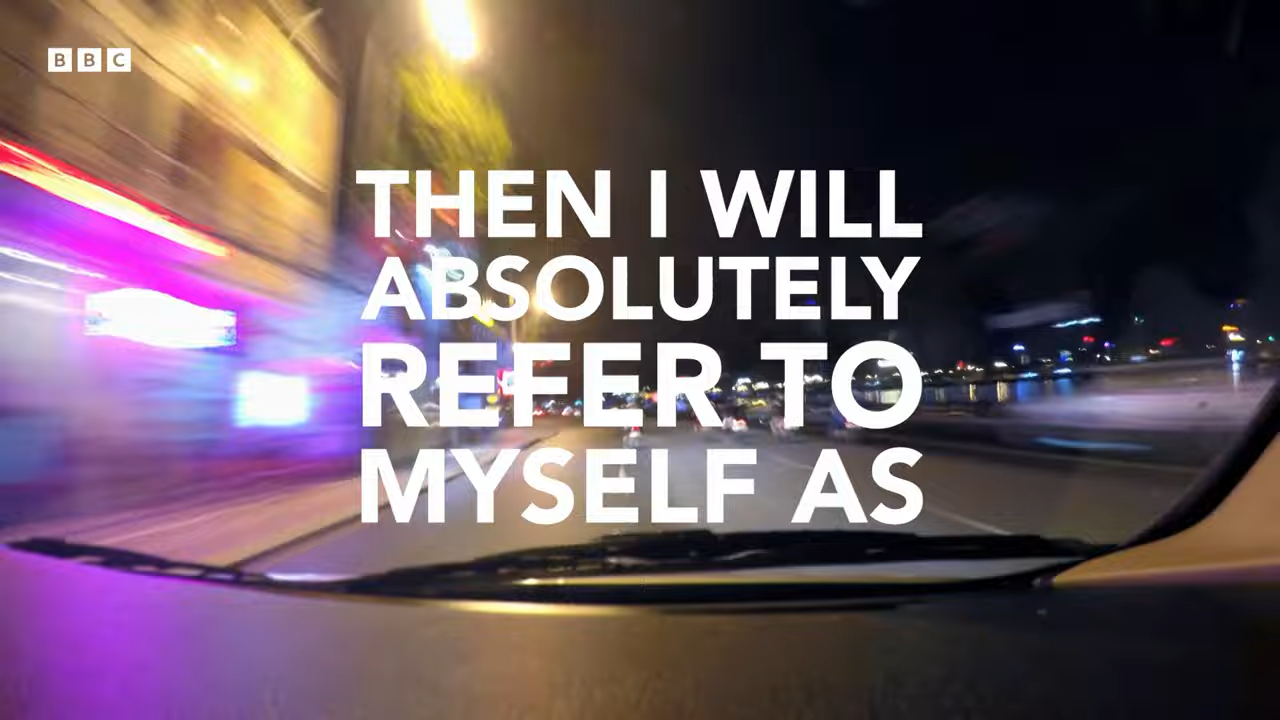 BBC
THEN I WILL
ABSOLUTELY
REFER TO
MYSELF AS